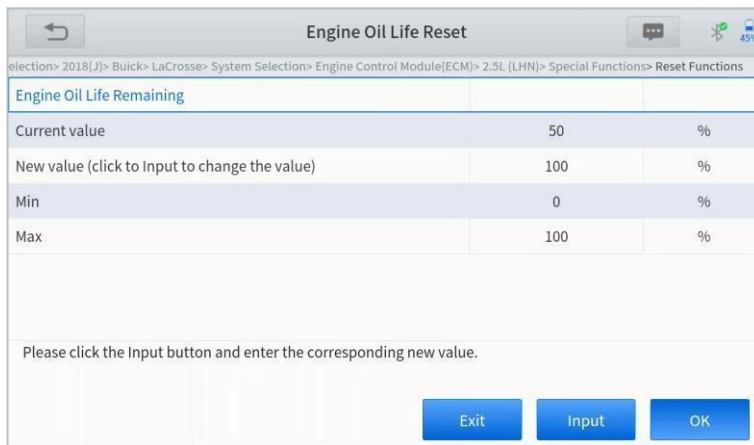 Engine Oil Life Reset
45%
election> 2018(J)> Buick> LaCrosse> System Selection> Engine Control Module(ECM)> 2.5L (LHN)> Special Functions> Reset Functions
Engine Oil Life Remaining
Current value 50 %
New value (click to Input to change the value) 100 %
Min 0 %
Max 100 %
Please click the Input button and enter the corresponding new value.
Exit Input OK